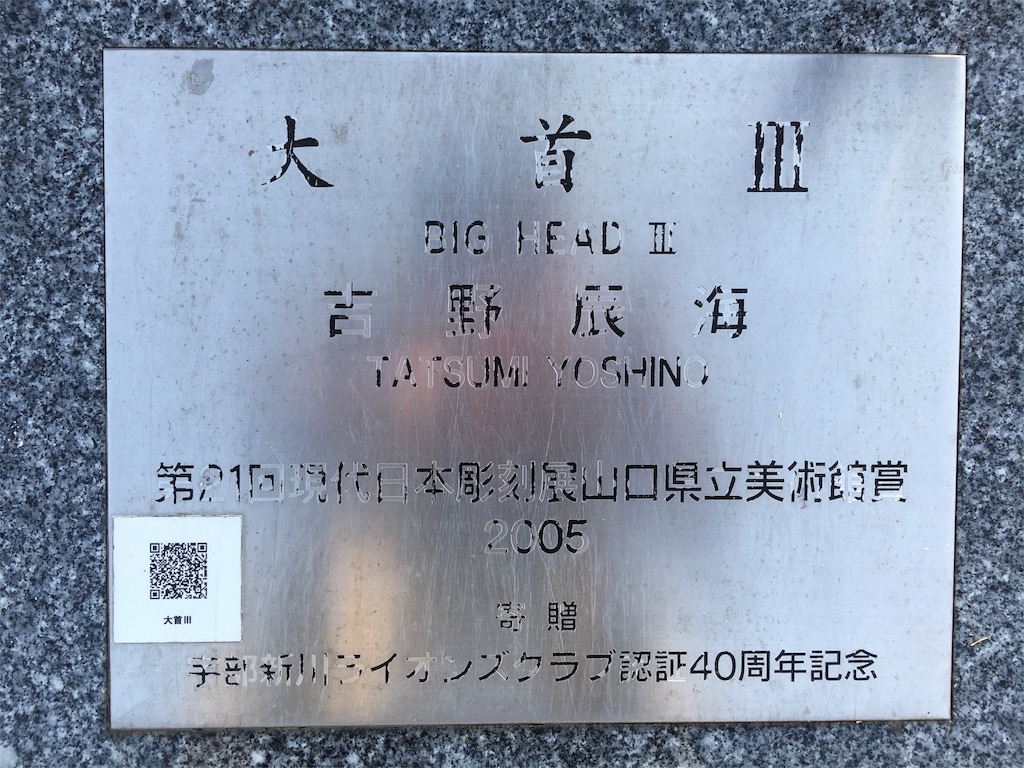 大首Ⅲ
BIG HEAD Ⅲ
吉野辰海
TATSUMI YOSHINO
第21回現代日本彫刻展山口県立美術館賞
2005
寄贈
宇部新川ライオンズクラブ認証40周年記念
大首Ⅲ